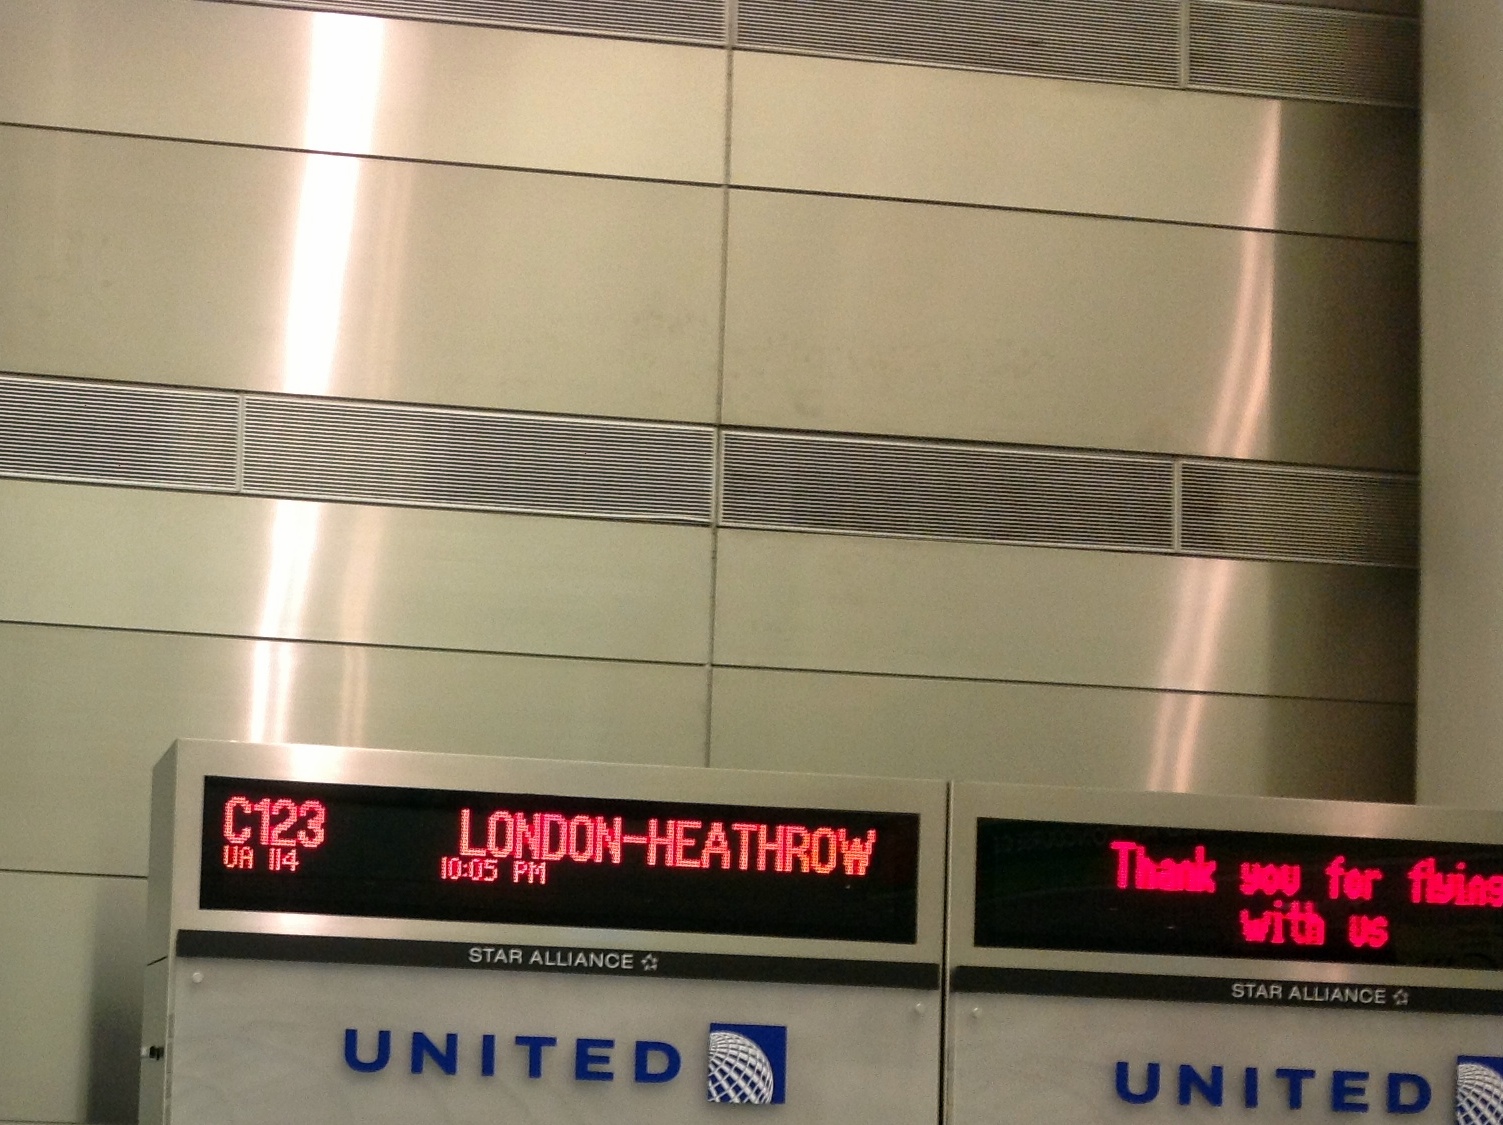 C123
LONDON-HEATHROW
UA 114
10:05 PM
STAR ALLIANCE
UNITED
Thank you for flying
with us
STAR ALLIANCE
UNITED